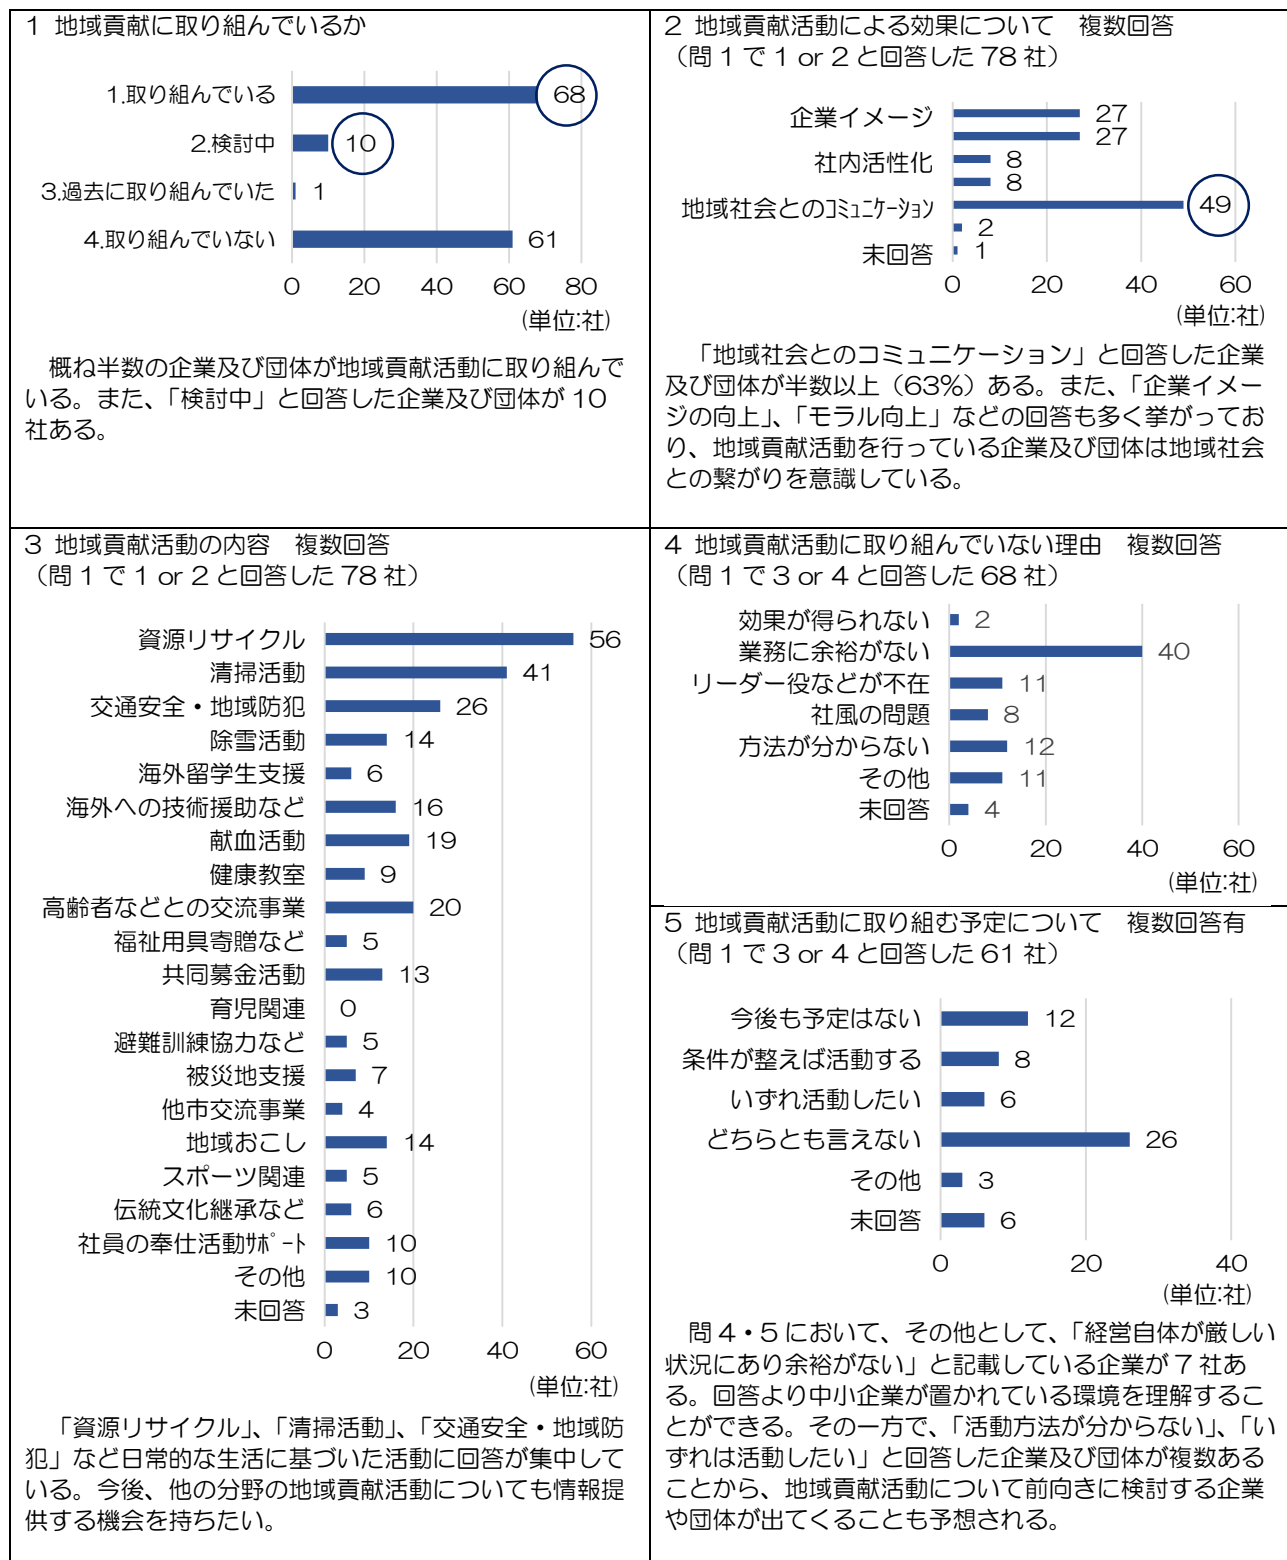 1 地域貢献に取り組んでいるか
1.取り組んでいる
68
2.検討中
10
3.過去に取り組んでいた
1
4.取り組んでいない
61
0 20 40 60 80
(単位:社)
概ね半数の企業及び団体が地域貢献活動に取り組んで
いる。また、「検討中」と回答した企業及び団体が 10
社ある。
2 地域貢献活動による効果について 複数回答
（問 1 で 1 or 2 と回答した 78 社）
企業イメージ
27
27
社内活性化
8
8
地域社会とのｺﾐｭﾆｹｰｼｮﾝ
49
2
未回答
1
0 20 40 60
(単位:社)
「地域社会とのコミュニケーション」と回答した企業
及び団体が半数以上（63%）ある。また、「企業イメー
ジの向上」、「モラル向上」などの回答も多く挙がってお
り、地域貢献活動を行っている企業及び団体は地域社会
との繋がりを意識している。
3 地域貢献活動の内容 複数回答
（問 1 で 1 or 2 と回答した 78 社）
資源リサイクル 56
清掃活動 41
交通安全・地域防犯 26
除雪活動 14
海外留学生支援 6
海外への技術援助など 16
献血活動 19
健康教室 9
高齢者などとの交流事業 20
福祉用具寄贈など 5
共同募金活動 13
育児関連 0
避難訓練協力など 5
被災地支援 7
他市交流事業 4
地域おこし 14
スポーツ関連 5
伝統文化継承など 6
社員の奉仕活動ｻﾎﾟｰﾄ 10
その他 10
未回答 3
0 20 40 60
(単位:社)
「資源リサイクル」、「清掃活動」、「交通安全・地域防
犯」など日常的な生活に基づいた活動に回答が集中して
いる。今後、他の分野の地域貢献活動についても情報提
供する機会を持ちたい。
4 地域貢献活動に取り組んでいない理由 複数回答
（問 1 で 3 or 4 と回答した 68 社）
効果が得られない 2
業務に余裕がない 40
リーダー役などが不在 11
社風の問題 8
方法が分からない 12
その他 11
未回答 4
0 20 40 60
(単位:社)
5 地域貢献活動に取り組む予定について 複数回答有
（問 1 で 3 or 4 と回答した 61 社）
今後も予定はない 12
条件が整えば活動する 8
いずれ活動したい 6
どちらとも言えない 26
その他 3
未回答 6
0 20 40
(単位:社)
問 4・5 において、その他として、「経営自体が厳しい
状況にあり余裕がない」と記載している企業が 7 社あ
る。回答より中小企業が置かれている環境を理解するこ
とができる。その一方で、「活動方法が分からない」、「い
ずれは活動したい」と回答した企業及び団体が複数ある
ことから、地域貢献活動について前向きに検討する企業
や団体が出てくることも予想される。